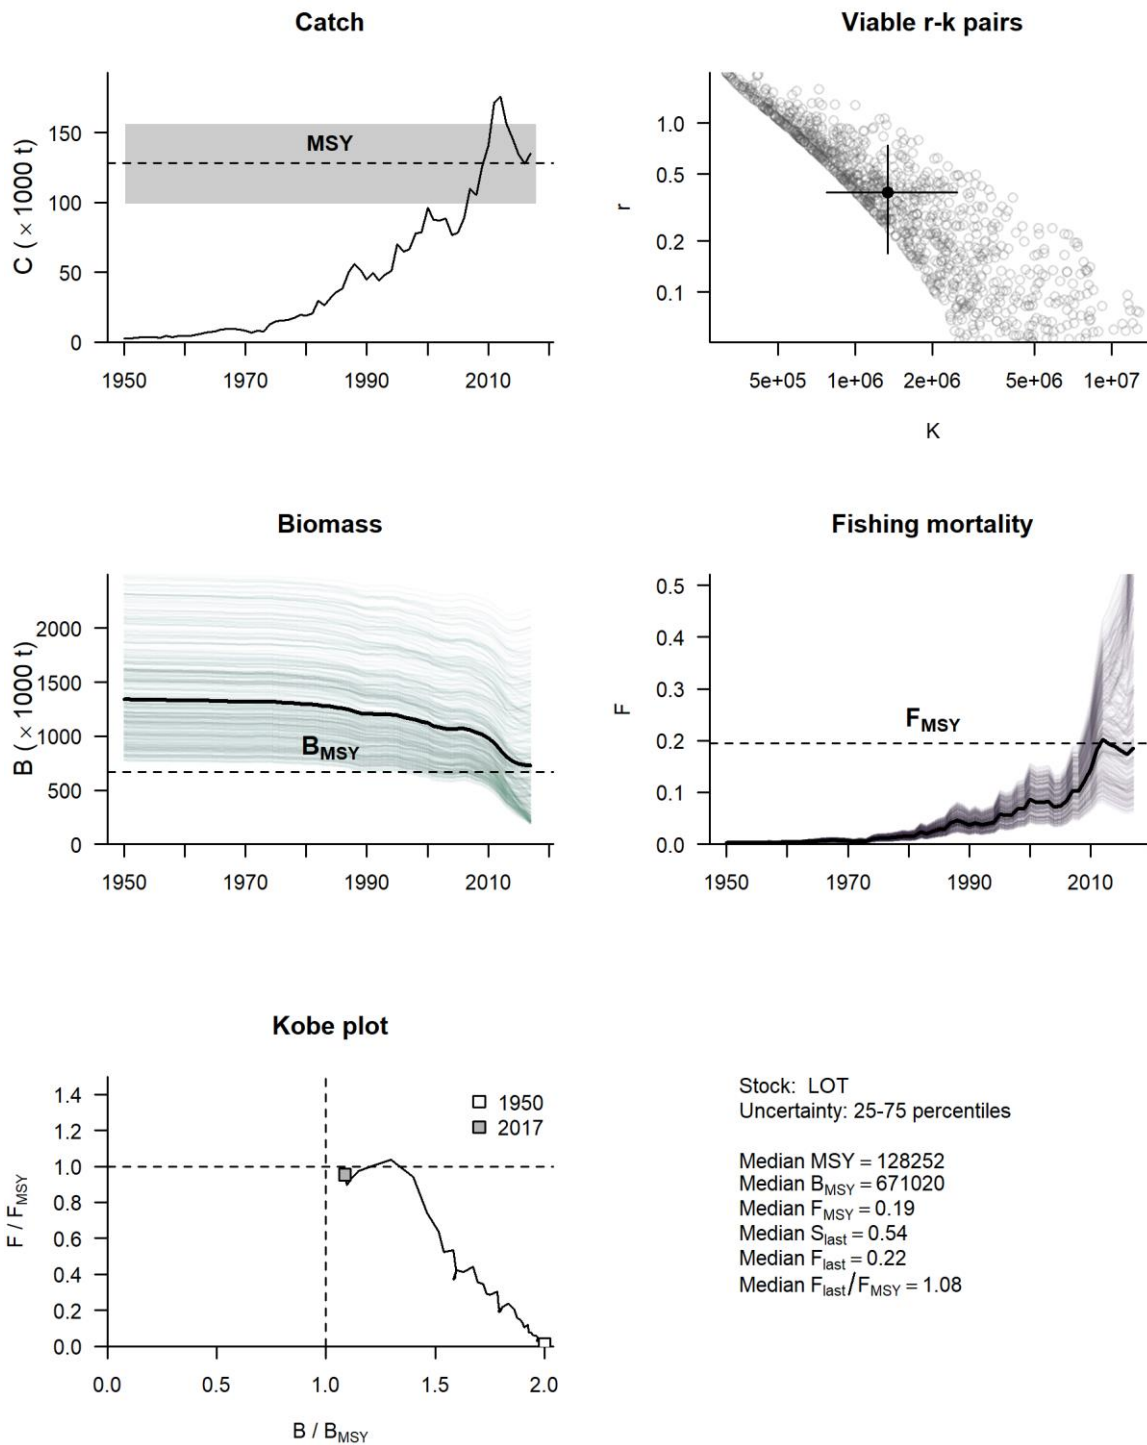 Catch
C ( × 1000 t)
150
100
50
0
MSY
1950 1970 1990 2010
Viable r-k pairs
r
1.0
0.5
0.2
0.1
5e+05 1e+06 2e+06 5e+06 1e+07
K
Biomass
B ( × 1000 t)
2000
1500
1000
500
0
BMSY
1950 1970 1990 2010
Fishing mortality
F
0.5
0.4
0.3
0.2
0.1
0.0
FMSY
1950 1970 1990 2010
Kobe plot
F / FMSY
1.4
1.2
1.0
0.8
0.6
0.4
0.2
0.0
1950
2017
0.0 0.5 1.0 1.5 2.0
B / BMSY
Stock: LOT
Uncertainty: 25-75 percentiles
Median MSY = 128252
Median BMSY = 671020
Median FMSY = 0.19
Median Slast = 0.54
Median Flast = 0.22
Median Flast/FMSY = 1.08